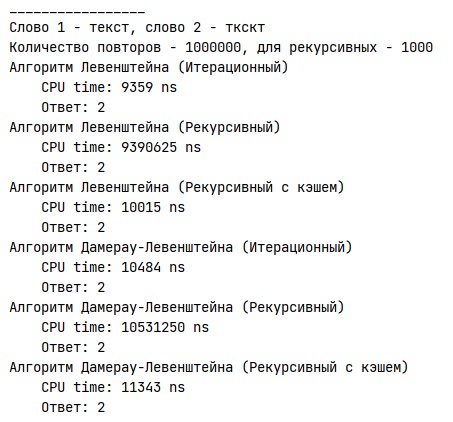 _________________
Слово 1 - текст, слово 2 - ткскт
Количество повторов - 1000000, для рекурсивных - 1000
Алгоритм Левенштейна (Итерационный)
    CPU time: 9359 ns
    Ответ: 2
Алгоритм Левенштейна (Рекурсивный)
    CPU time: 9390625 ns
    Ответ: 2
Алгоритм Левенштейна (Рекурсивный с кэшем)
    CPU time: 10015 ns
    Ответ: 2
Алгоритм Дамерау-Левенштейна (Итерационный)
    CPU time: 10484 ns
    Ответ: 2
Алгоритм Дамерау-Левенштейна (Рекурсивный)
    CPU time: 10531250 ns
    Ответ: 2
Алгоритм Дамерау-Левенштейна (Рекурсивный с кэшем)
    CPU time: 11343 ns
    Ответ: 2